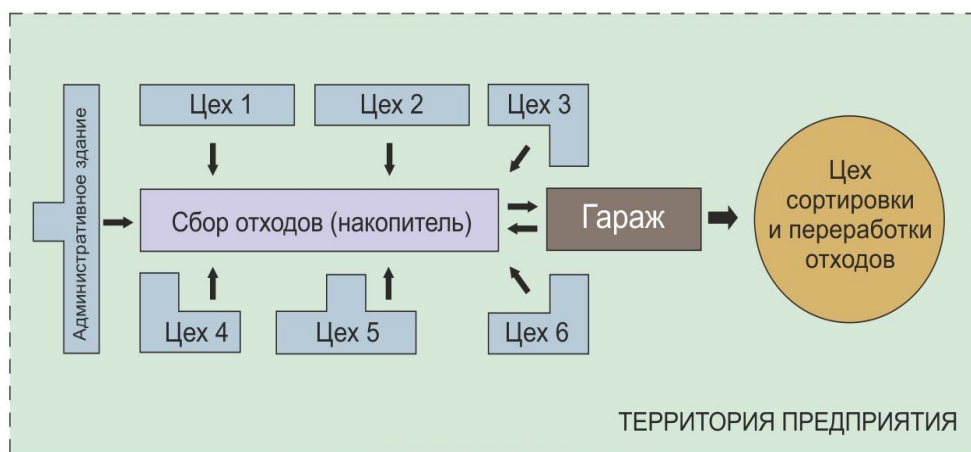 Административное здание
Цех 1
Цех 2
Цех 3
Сбор отходов (накопитель)
Гараж
Цех
сортировки
и переработки
отходов
Цех 4
Цех 5
Цех 6
ТЕРРИТОРИЯ ПРЕДПРИЯТИЯ